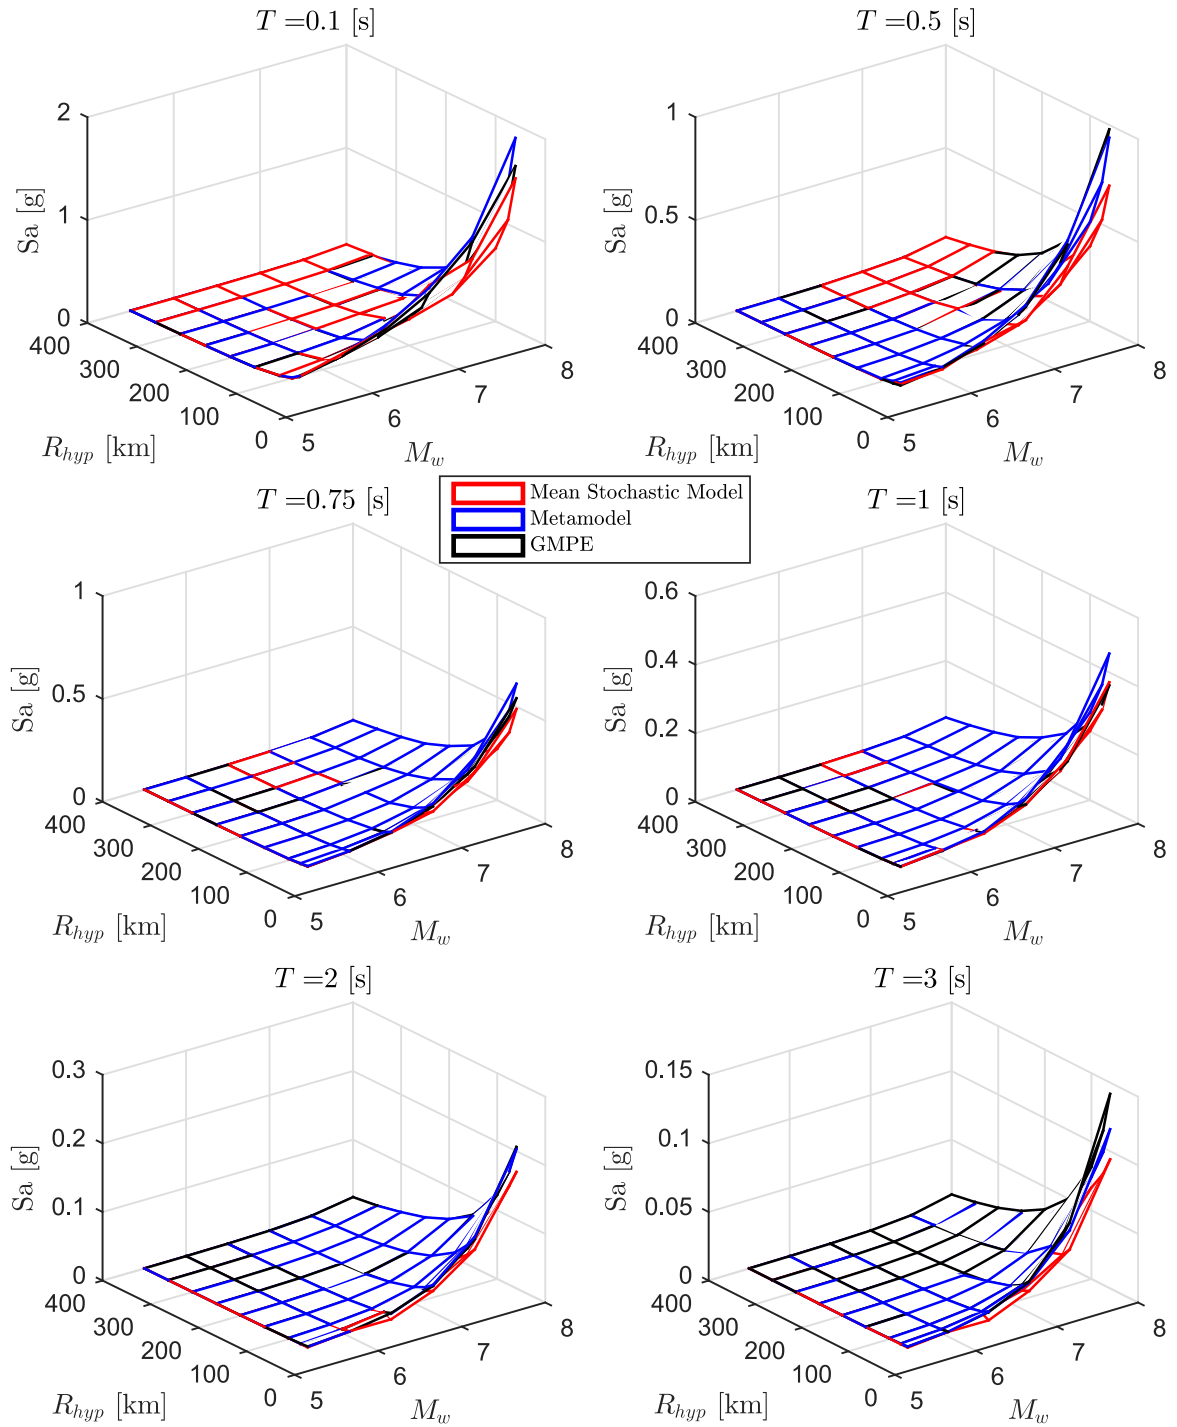 T =0.1 [s]
2
1
0
Sa [g]
400
300
200
100
0
R_hyp [km]
5
6
7
8
M_w
T =0.5 [s]
1
0.5
0
Sa [g]
400
300
200
100
0
R_hyp [km]
5
6
7
8
M_w
Mean Stochastic Model
Metamodel
GMPE
T =0.75 [s]
1
0.5
0
Sa [g]
400
300
200
100
0
R_hyp [km]
5
6
7
8
M_w
T =1 [s]
0.6
0.4
0.2
0
Sa [g]
400
300
200
100
0
R_hyp [km]
5
6
7
8
M_w
T =2 [s]
0.3
0.2
0.1
0
Sa [g]
400
300
200
100
0
R_hyp [km]
5
6
7
8
M_w
T =3 [s]
0.15
0.1
0.05
0
Sa [g]
400
300
200
100
0
R_hyp [km]
5
6
7
8
M_w